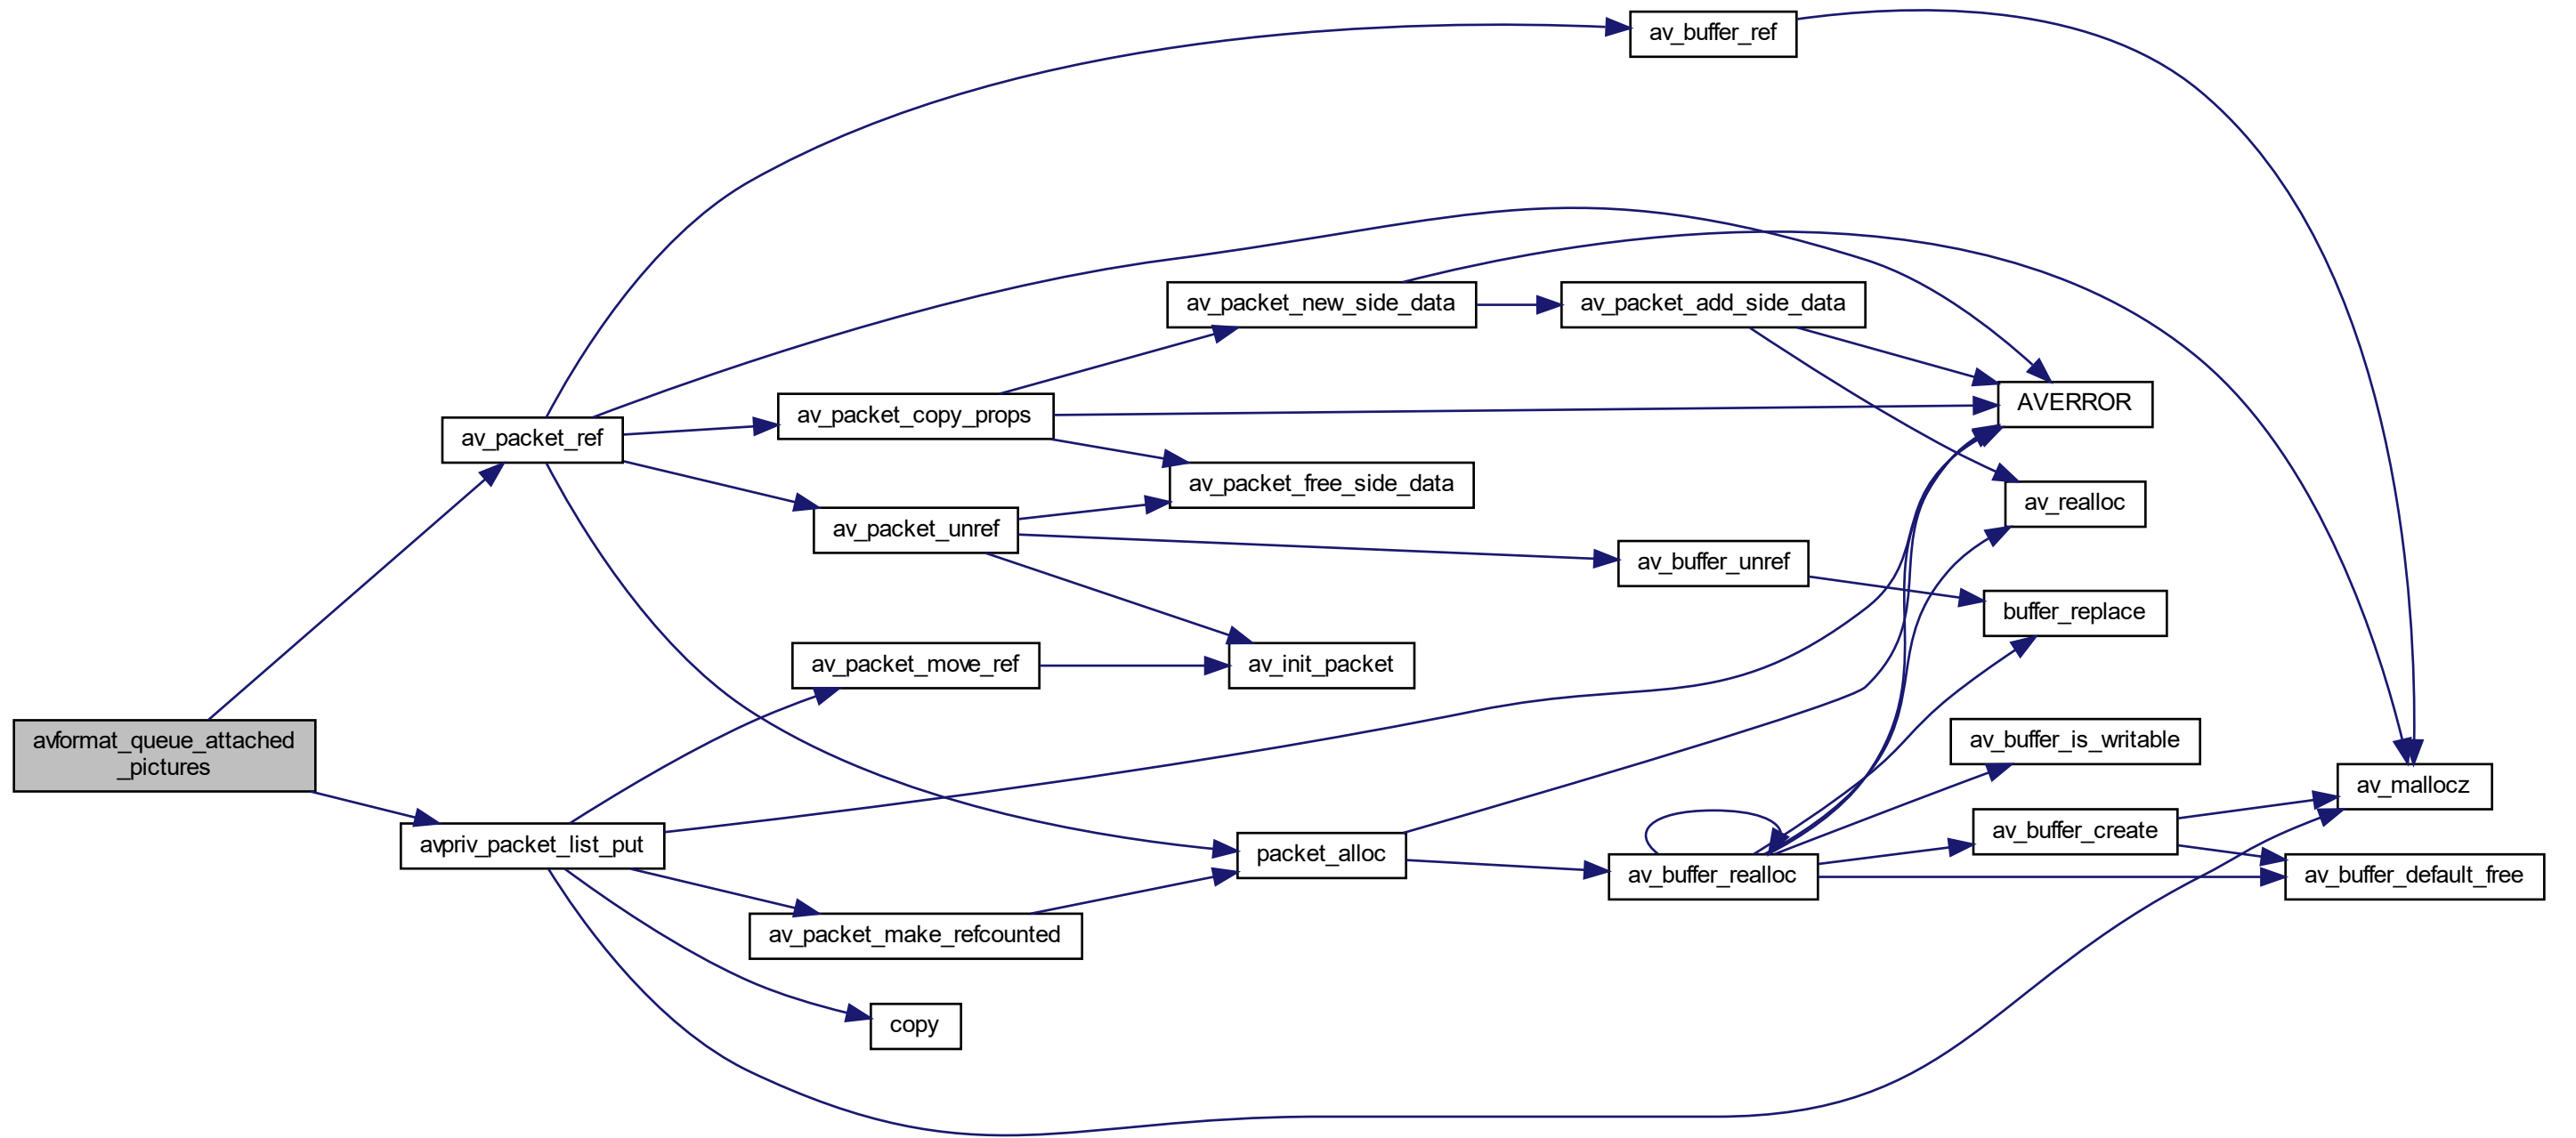 av_buffer_ref
av_packet_new_side_data
av_packet_add_side_data
av_packet_copy_props
AVERROR
av_packet_ref
av_packet_free_side_data
av_realloc
av_packet_unref
av_buffer_unref
buffer_replace
av_packet_move_ref
av_init_packet
avformat_queue_attached
_pictures
av_buffer_is_writable
av_mallocz
avpriv_packet_list_put
packet_alloc
av_buffer_create
av_buffer_realloc
av_buffer_default_free
av_packet_make_refcounted
copy